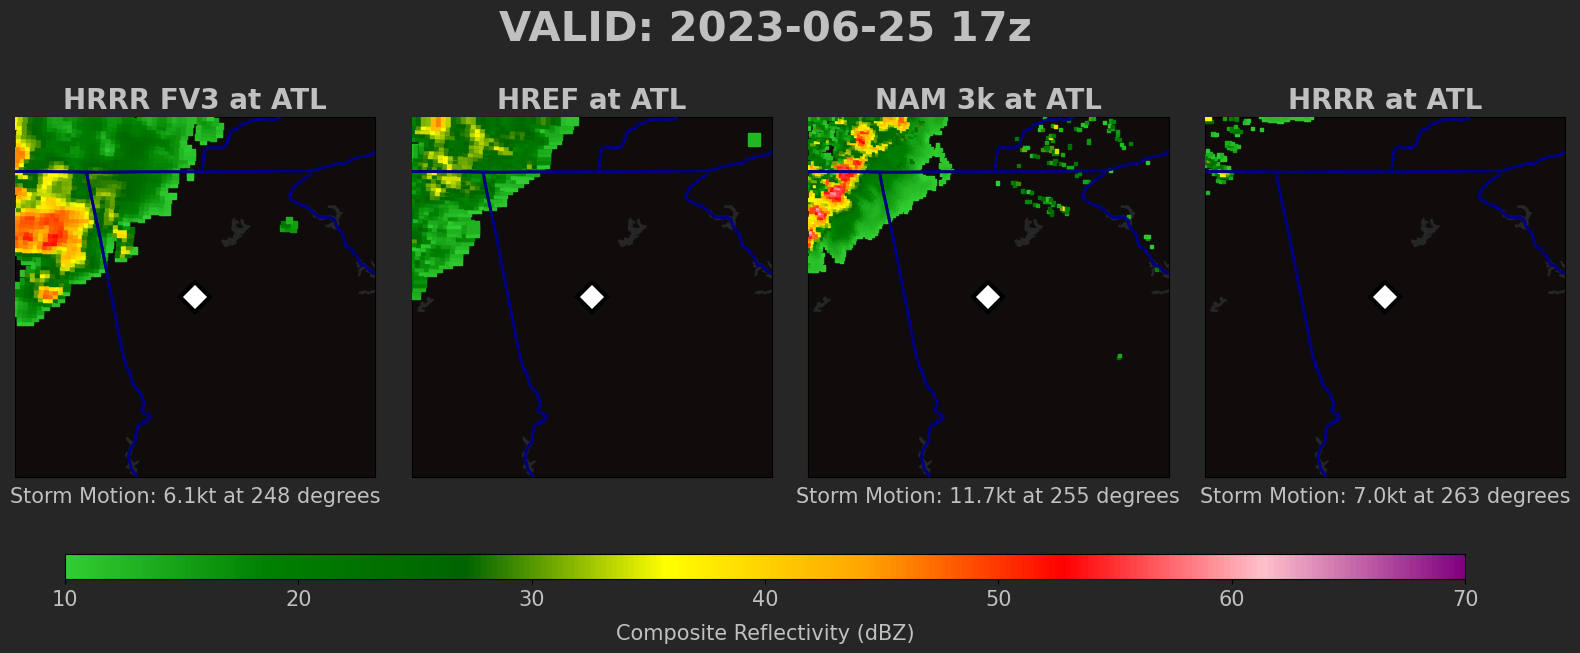 VALID: 2023-06-25 17z
HRRR FV3 at ATL
HREF at ATL
NAM 3k at ATL
HRRR at ATL
Storm Motion: 6.1kt at 248 degrees
Storm Motion: 11.7kt at 255 degrees
Storm Motion: 7.0kt at 263 degrees
10 20 30 40 50 60 70
Composite Reflectivity (dBZ)